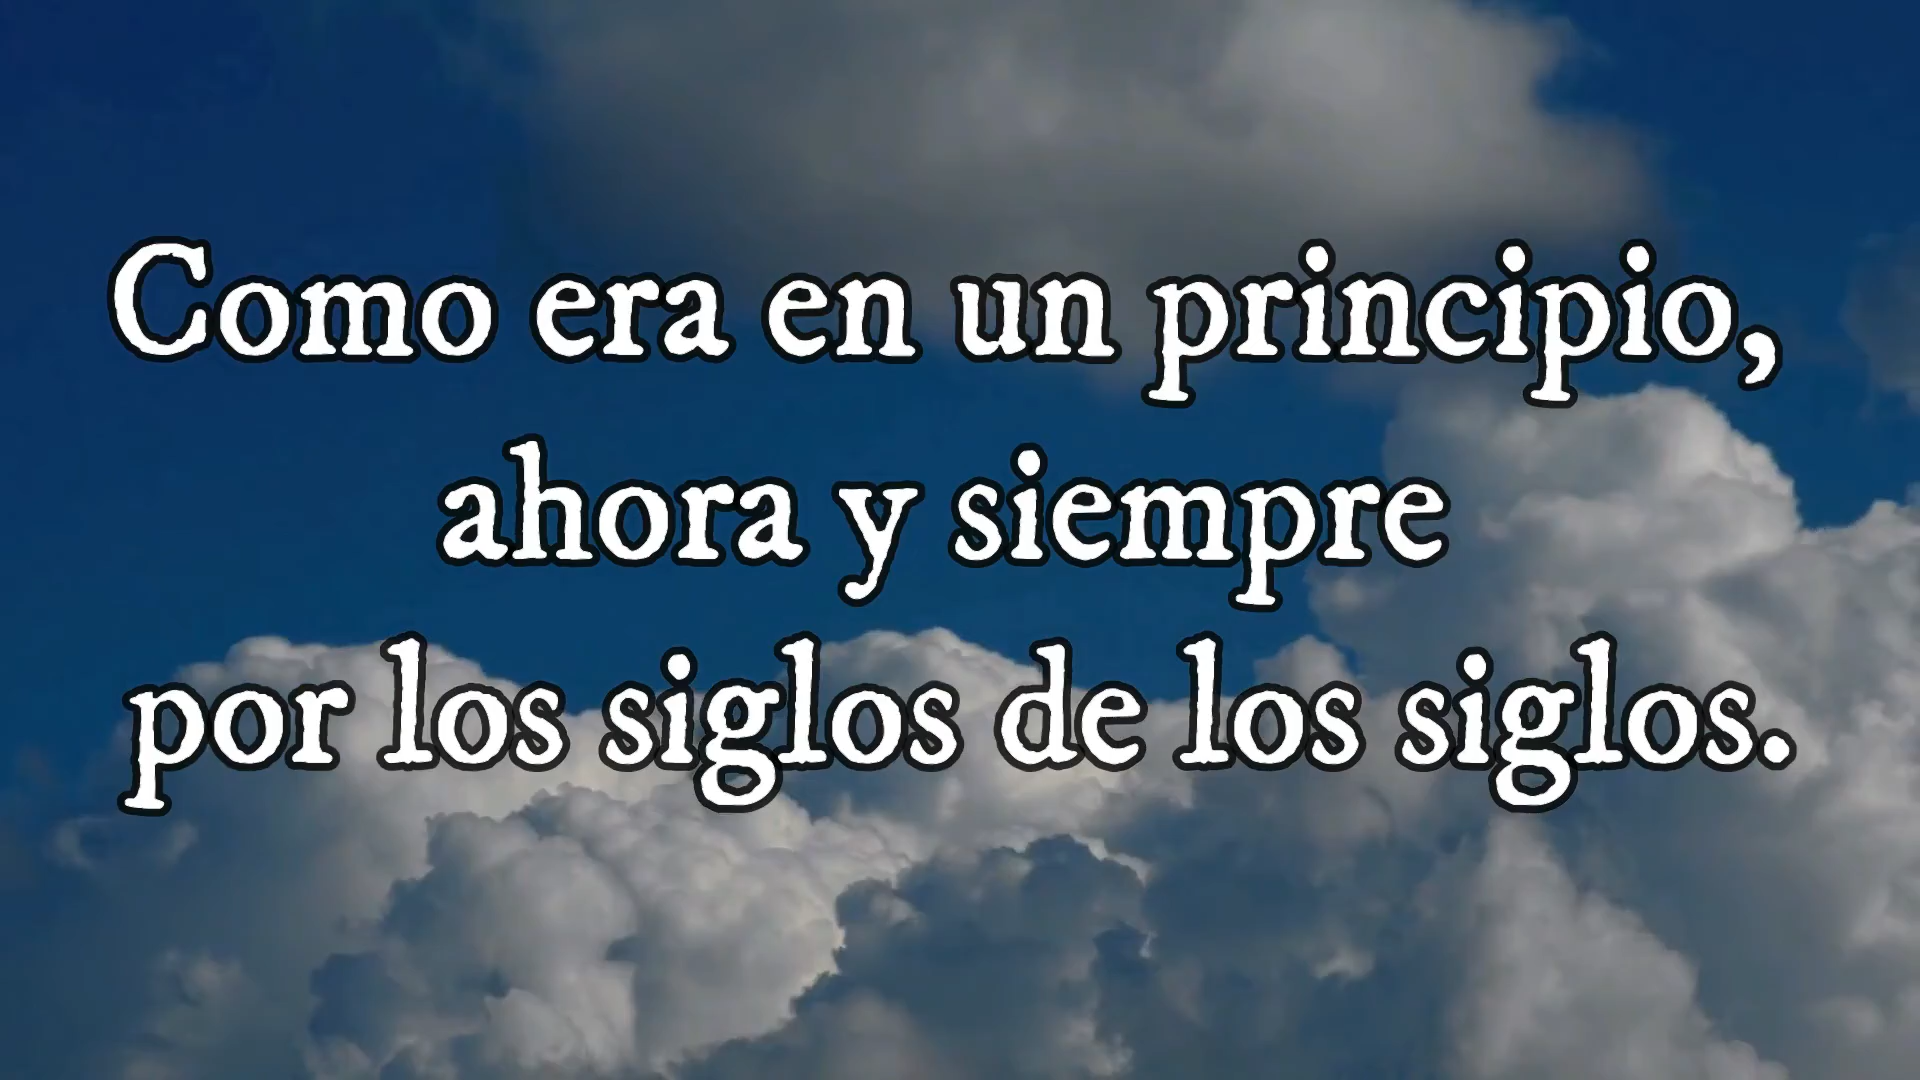 Como era en un principio,
ahora y siempre
por los siglos de los siglos.